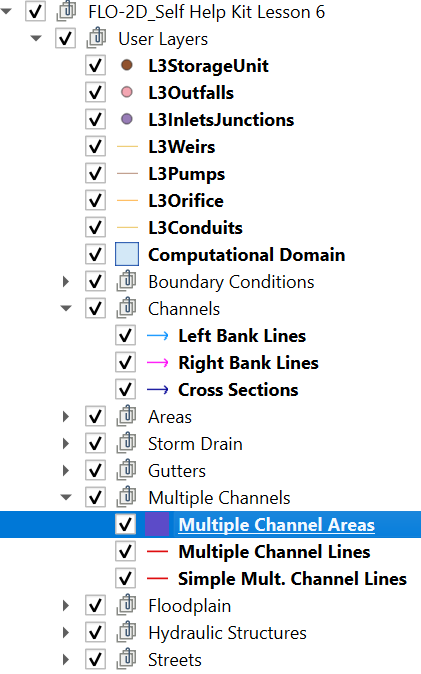 FLO-2D_Self Help Kit Lesson 6
User Layers
L3StorageUnit
L3Outfalls
L3InletsJunctions
L3Weirs
L3Pumps
L3Orifice
L3Conduits
Computational Domain
Boundary Conditions
Channels
Left Bank Lines
Right Bank Lines
Cross Sections
Areas
Storm Drain
Gutters
Multiple Channels
Multiple Channel Areas
Multiple Channel Lines
Simple Mult. Channel Lines
Floodplain
Hydraulic Structures
Streets